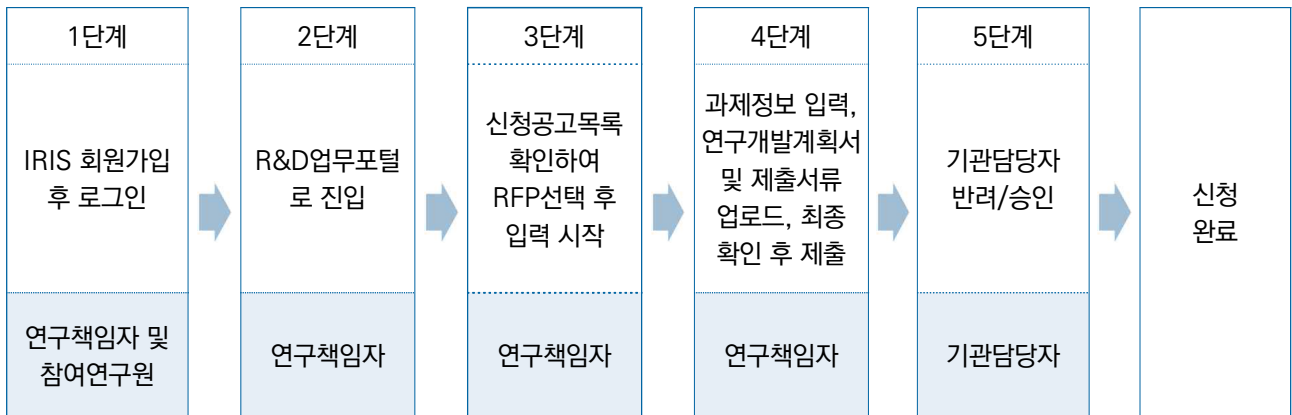 1단계
IRIS 회원가입
후 로그인
연구책임자 및
참여연구원
2단계
R&D업무포털
로 진입
연구책임자
3단계
신청공고목록
확인하여
RFP선택 후
입력 시작
연구책임자
4단계
과제정보 입력,
연구개발계획서
및 제출서류
업로드, 최종
확인 후 제출
연구책임자
5단계
기관담당자
반려/승인
기관담당자
신청
완료